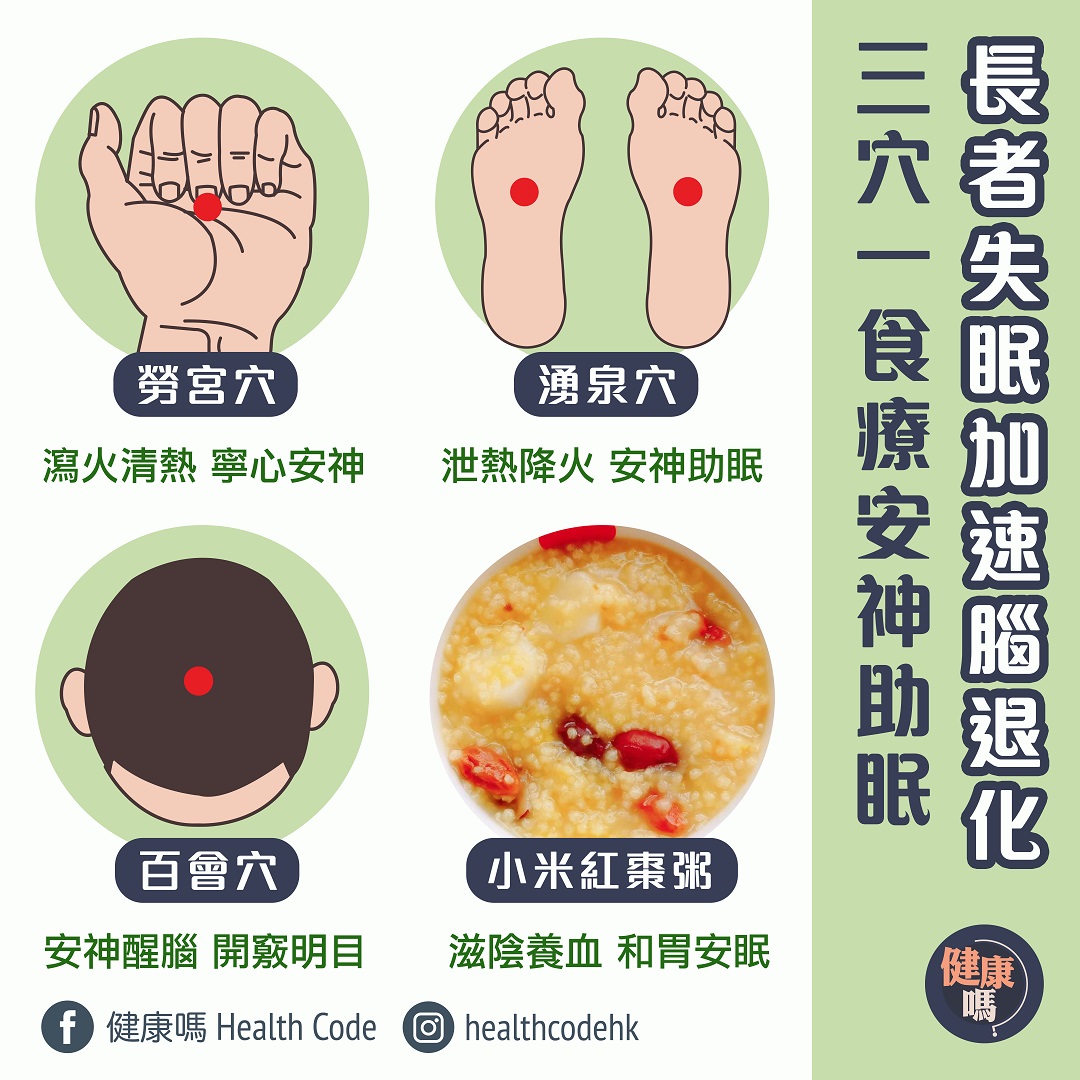 長者失眠加速腦退化
三穴一食療安神助眠
勞宮穴
瀉火清熱 寧心安神
湧泉穴
泄熱降火 安神助眠
百會穴
安神醒腦 開竅明目
小米紅棗粥
滋陰養血 和胃安眠
健康嗎 Health Code
healthcodehk
健康
嗎